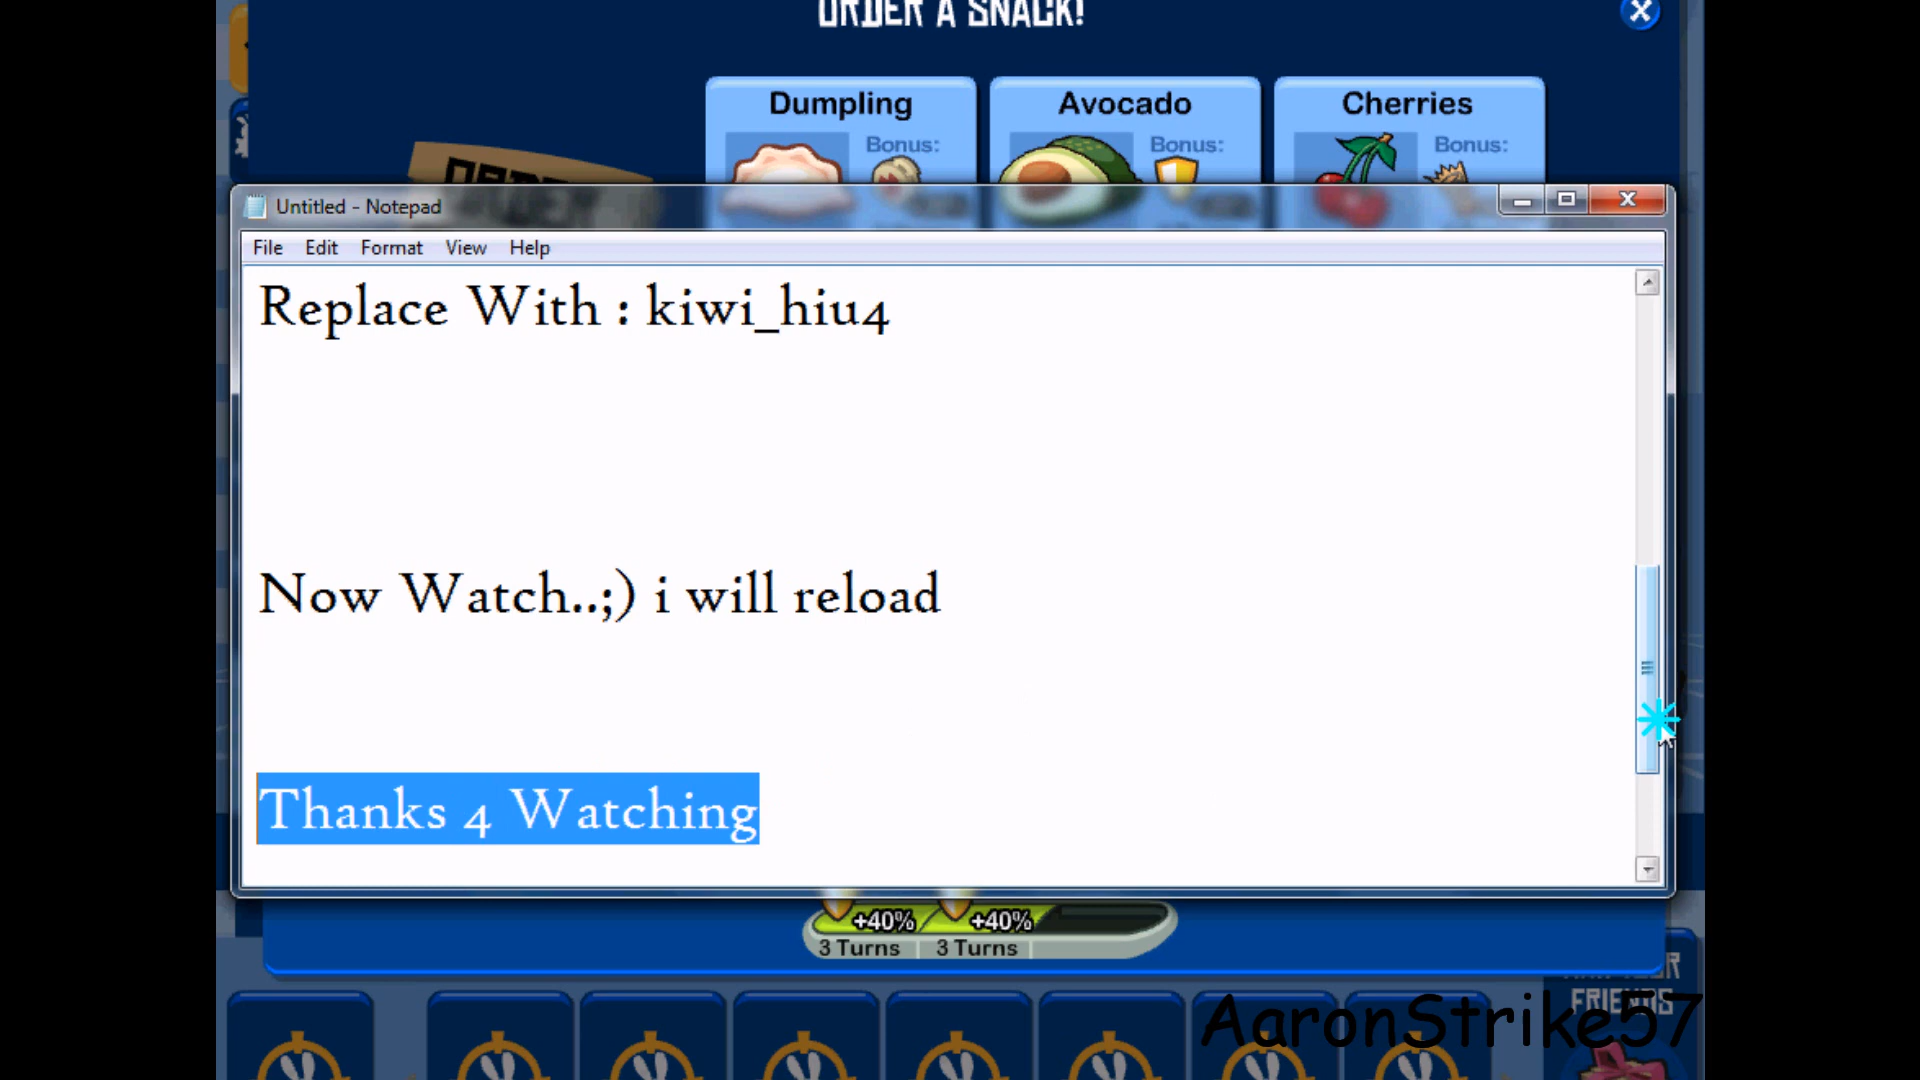 ORDER A SNACK!
Dumpling
Avocado
Cherries
Bonus:
Bonus:
Bonus:
ORDER
Untitled - Notepad
File Edit Format View Help
Replace With : kiwi_hiu4
Now Watch..;) i will reload
Thanks 4 Watching
+40% +40%
3 Turns 3 Turns
FRIENDS
AaronStrike57